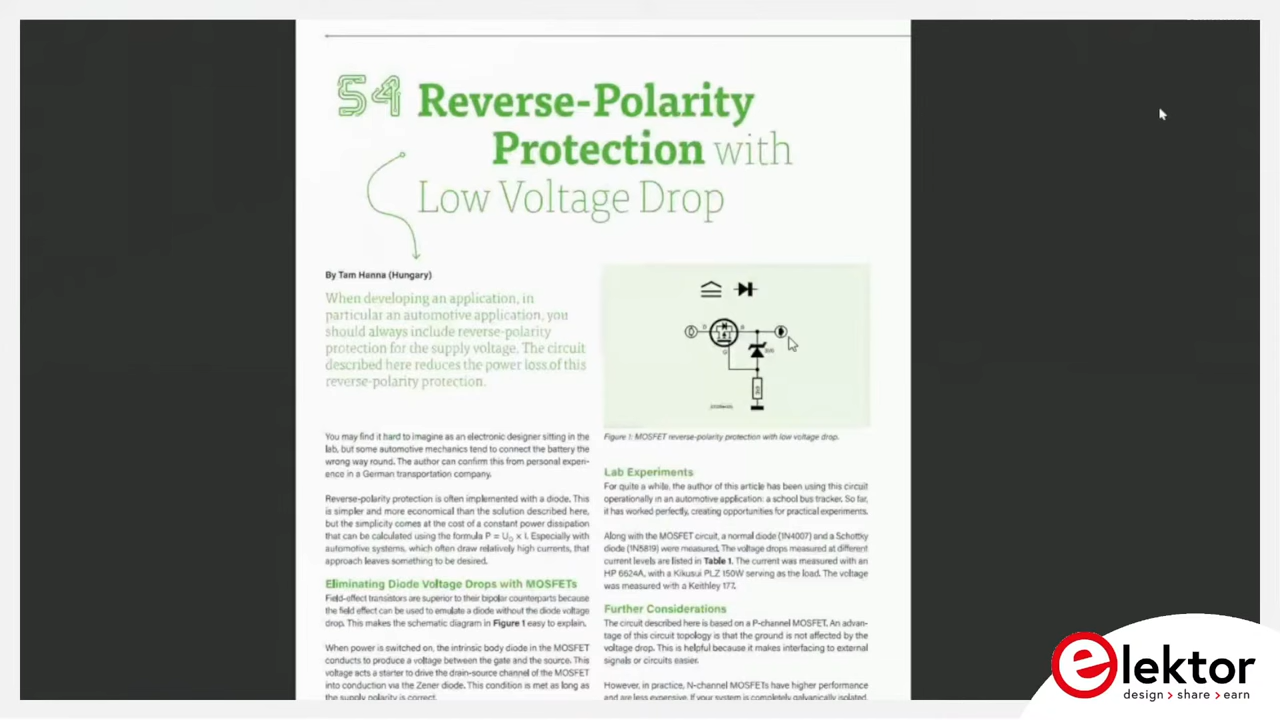 54 Reverse-Polarity
Protection with
Low Voltage Drop
By Tam Hanna (Hungary)
When developing an application, in
particular an automotive application, you
should always include reverse-polarity
protection for the supply voltage. The circuit
described here reduces the power loss of this
reverse-polarity protection.
You may find it hard to imagine as an electronic designer sitting in the
lab, but some automotive mechanics tend to connect the battery the
wrong way round. The author can confirm this from personal experi-
ence in a German transportation company.
Reverse-polarity protection is often implemented with a diode. This
is simpler and more economical than the solution described here,
but the simplicity comes at the cost of a constant power dissipation
that can be calculated using the formula P = UD x I. Especially with
automotive systems, which often draw relatively high currents, that
approach leaves something to be desired.
Eliminating Diode Voltage Drops with MOSFETs
Field-effect transistors are superior to their bipolar counterparts because
the field effect can be used to emulate a diode without the diode voltage
drop. This makes the schematic diagram in Figure 1 easy to explain.
When power is switched on, the intrinsic body diode in the MOSFET
conducts to produce a voltage between the gate and the source. This
voltage acts a starter to drive the drain-source channel of the MOSFET
into conduction via the Zener diode. This condition is met as long as
the supply polarity is correct.
D
G
Figure 1: MOSFET reverse-polarity protection with low voltage drop.
Lab Experiments
For quite a while, the author of this article has been using this circuit
operationally in an automotive application: a school bus tracker. So far,
it has worked perfectly, creating opportunities for practical experiments.
Along with the MOSFET circuit, a normal diode (1N4007) and a Schottky
diode (1N5819) were measured. The voltage drops measured at different
current levels are listed in Table 1. The current was measured with an
HP 6624A, with a Kikusui PLZ 150W serving as the load. The voltage
was measured with a Keithley 177.
Further Considerations
The circuit described here is based on a P-channel MOSFET. An advan-
tage of this circuit topology is that the ground is not affected by the
voltage drop. This is helpful because it makes interfacing to external
signals or circuits easier.
However, in practice, N-channel MOSFETs have higher performance
and are less expensive. If your system is completely galvanically isolated,
elektor
design > share > earn